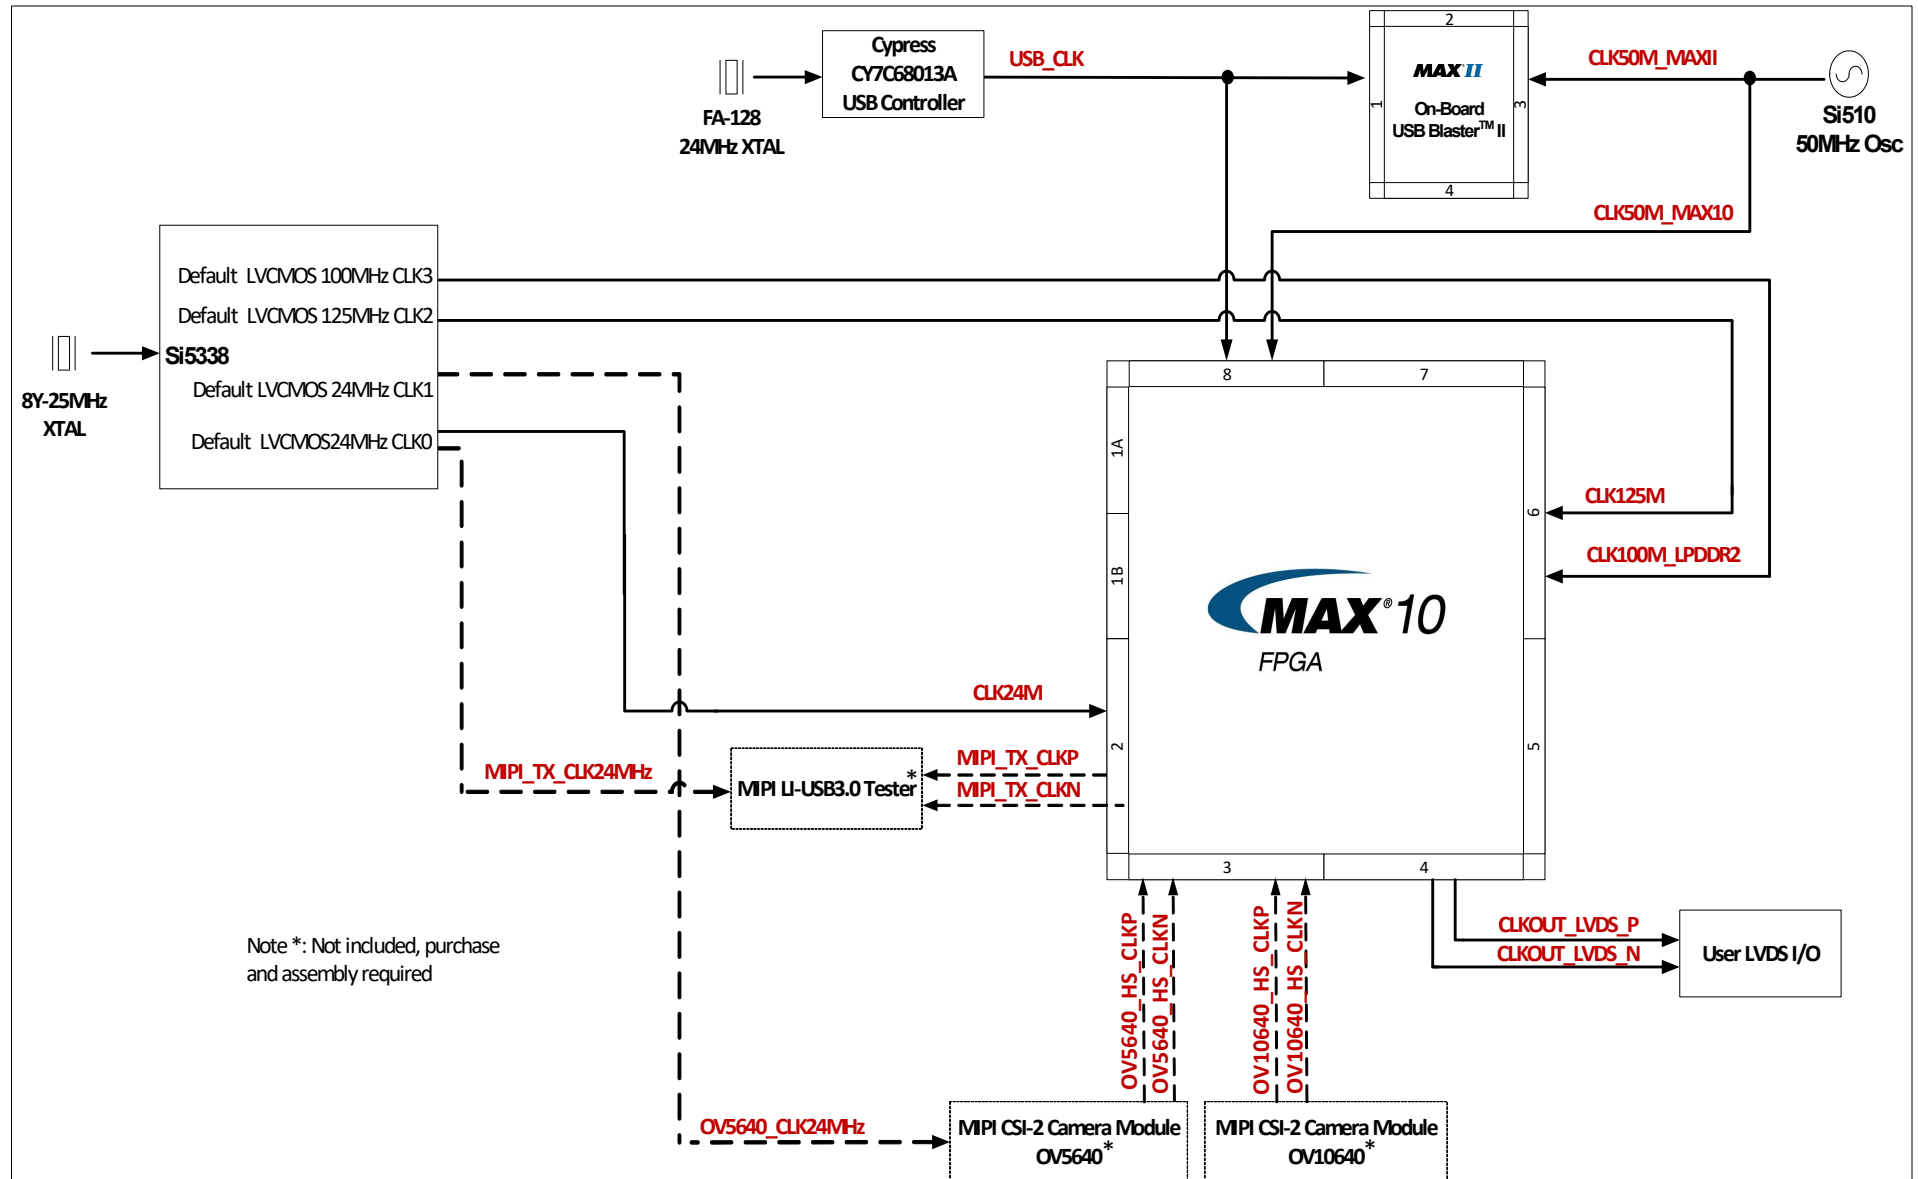 Cypress
CY7C68013A
USB Controller
FA-128
24MHz XTAL
USB_CLK
2
1
MAX II
On-Board
USB Blaster™ II
3
4
CLK50M_MAXII
Si510
50MHz Osc
CLK50M_MAX10
Default LVCMOS 100MHz CLK3
Default LVCMOS 125MHz CLK2
Si5338
Default LVCMOS 24MHz CLK1
Default LVCMOS24MHz CLK0
8Y-25MHz
XTAL
8
7
1A
1B
2
6
5
3
4
MAX® 10
FPGA
CLK125M
CLK100M_LPDDR2
CLK24M
MIPI_TX_CLK24MHz
MIPI LI-USB3.0 Tester*
MIPI_TX_CLKP
MIPI_TX_CLKN
OV5640_HS_CLKP
OV5640_HS_CLKN
OV10640_HS_CLKP
OV10640_HS_CLKN
CLKOUT_LVDS_P
CLKOUT_LVDS_N
User LVDS I/O
Note *: Not included, purchase
and assembly required
OV5640_CLK24MHz
MIPI CSI-2 Camera Module
OV5640*
MIPI CSI-2 Camera Module
OV10640*